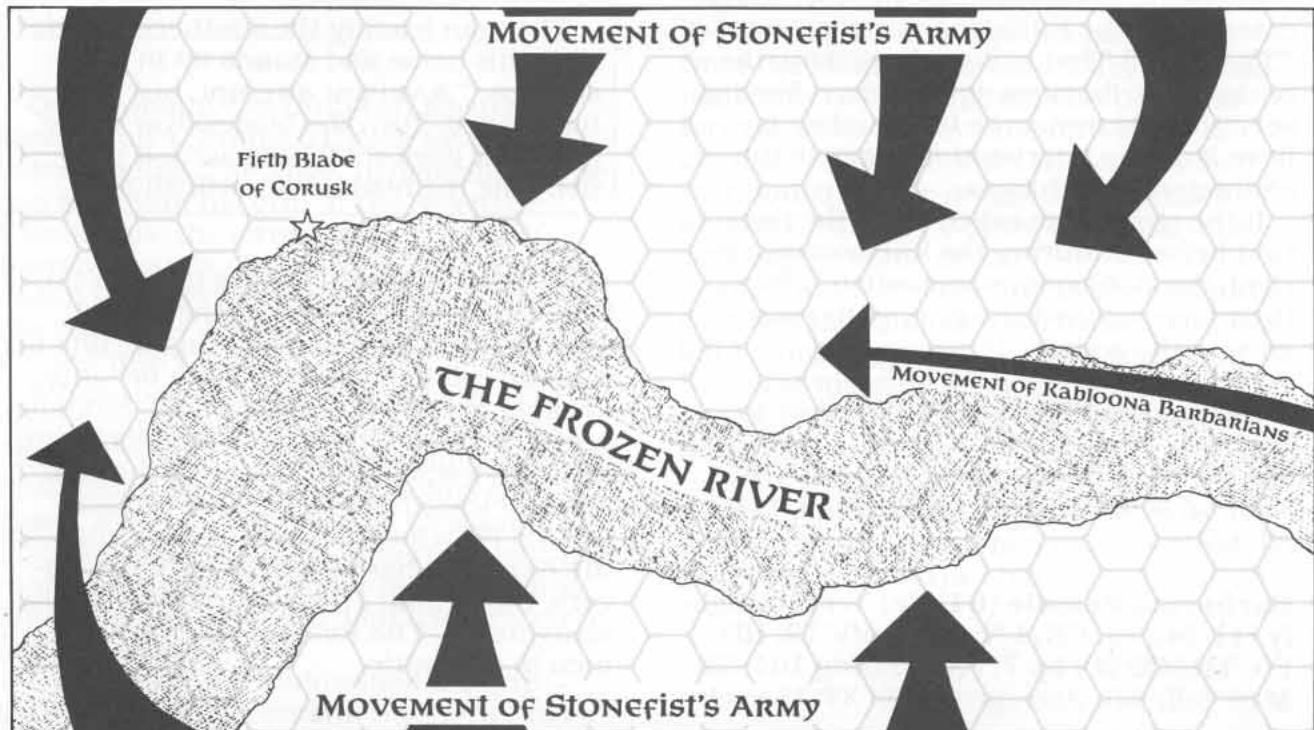 Movement of Stonefist's Army
Fifth Blade
of Corusk
Movement of Kabloona Barbarians
THE FROZEN RIVER
Movement of Stonefist's Army